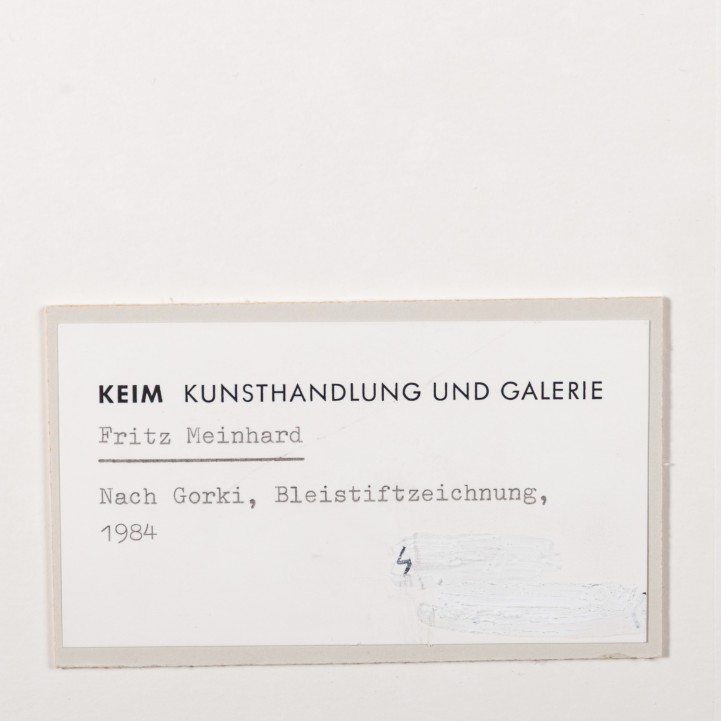 KEIM KUNSTHANDLUNG UND GALERIE
Fritz Meinhard
Nach Gorki, Bleistiftzeichnung,
1984